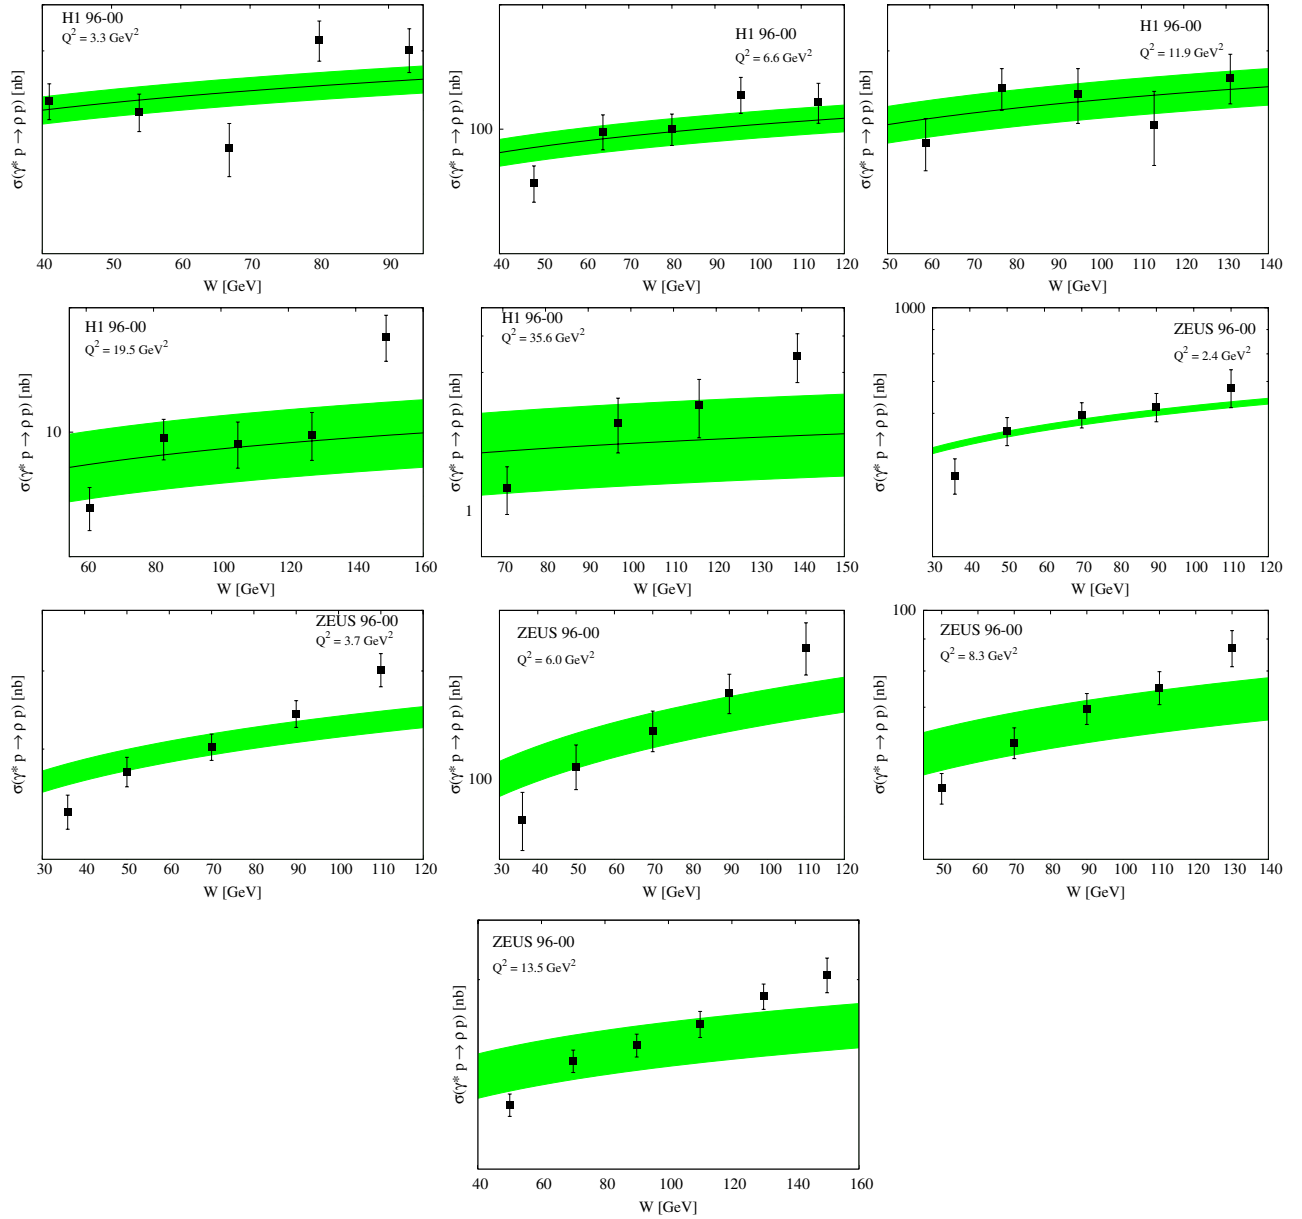 H1 96-00
Q² = 3.3 GeV²
σ(γ* p → ρ p) [nb]
40 50 60 70 80 90
W [GeV]
H1 96-00
Q² = 6.6 GeV²
σ(γ* p → ρ p) [nb]
100
40 50 60 70 80 90 100 110 120
W [GeV]
H1 96-00
Q² = 11.9 GeV²
σ(γ* p → ρ p) [nb]
50 60 70 80 90 100 110 120 130 140
W [GeV]
H1 96-00
Q² = 19.5 GeV²
σ(γ* p → ρ p) [nb]
10
60 80 100 120 140 160
W [GeV]
H1 96-00
Q² = 35.6 GeV²
σ(γ* p → ρ p) [nb]
1
70 80 90 100 110 120 130 140 150
W [GeV]
1000
ZEUS 96-00
Q² = 2.4 GeV²
σ(γ* p → ρ p) [nb]
30 40 50 60 70 80 90 100 110 120
W [GeV]
ZEUS 96-00
Q² = 3.7 GeV²
σ(γ* p → ρ p) [nb]
30 40 50 60 70 80 90 100 110 120
W [GeV]
ZEUS 96-00
Q² = 6.0 GeV²
σ(γ* p → ρ p) [nb]
100
30 40 50 60 70 80 90 100 110 120
W [GeV]
100
ZEUS 96-00
Q² = 8.3 GeV²
σ(γ* p → ρ p) [nb]
50 60 70 80 90 100 110 120 130 140
W [GeV]
ZEUS 96-00
Q² = 13.5 GeV²
σ(γ* p → ρ p) [nb]
40 60 80 100 120 140 160
W [GeV]